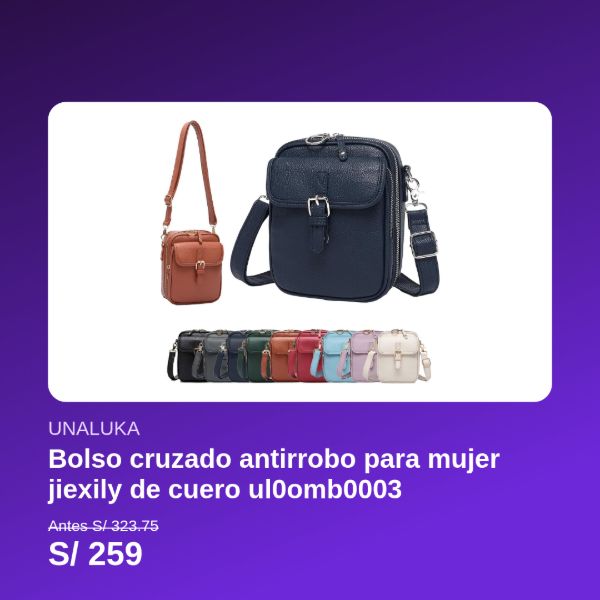 UNALUKA
Bolso cruzado antirrobo para mujer
jiexily de cuero ul0omb0003
Antes S/ 323.75
S/ 259